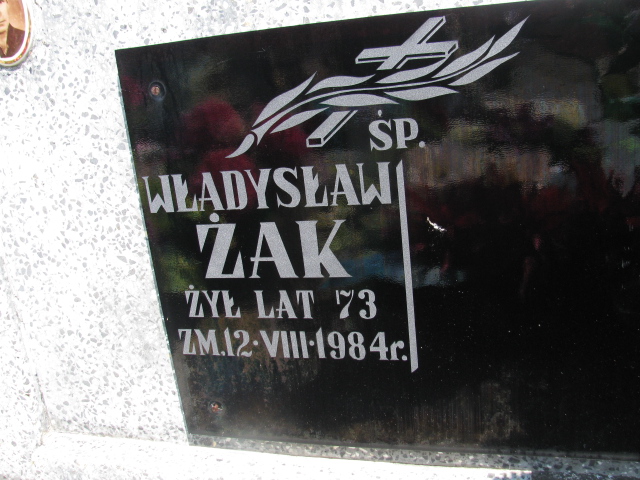 ŚP.
WŁADYSŁAW
ŻAK
ŻYŁ LAT 73
ZM.12·VIII·1984r.